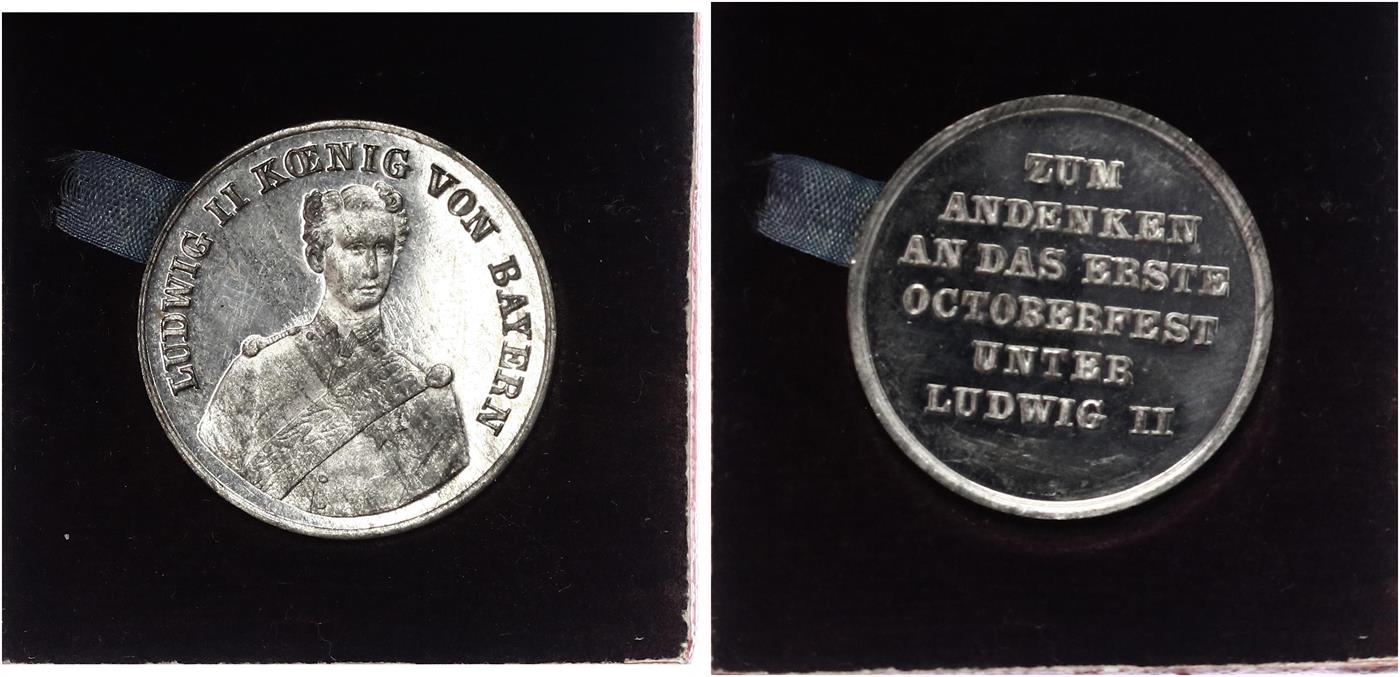 LUDWIG II KŒNIG VON BAYERN
ZUM
ANDENKEN
AN DAS ERSTE
OCTOBERFEST
UNTER
LUDWIG II